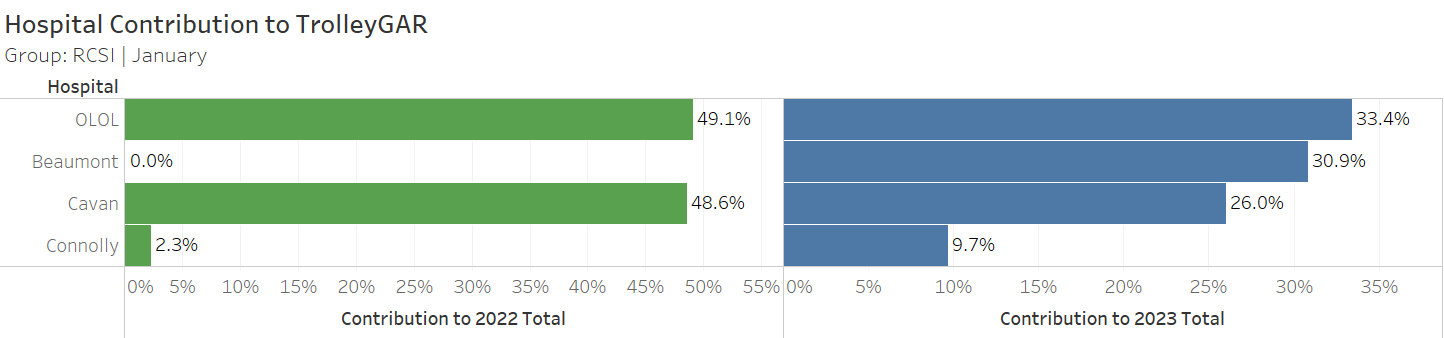 Hospital Contribution to TrolleyGAR
Group: RCSI | January
Hospital
OLOL 49.1% 33.4%
Beaumont 0.0% 30.9%
Cavan 48.6% 26.0%
Connolly 2.3% 9.7%
0% 5% 10% 15% 20% 25% 30% 35% 40% 45% 50% 55% 0% 5% 10% 15% 20% 25% 30% 35%
Contribution to 2022 Total Contribution to 2023 Total